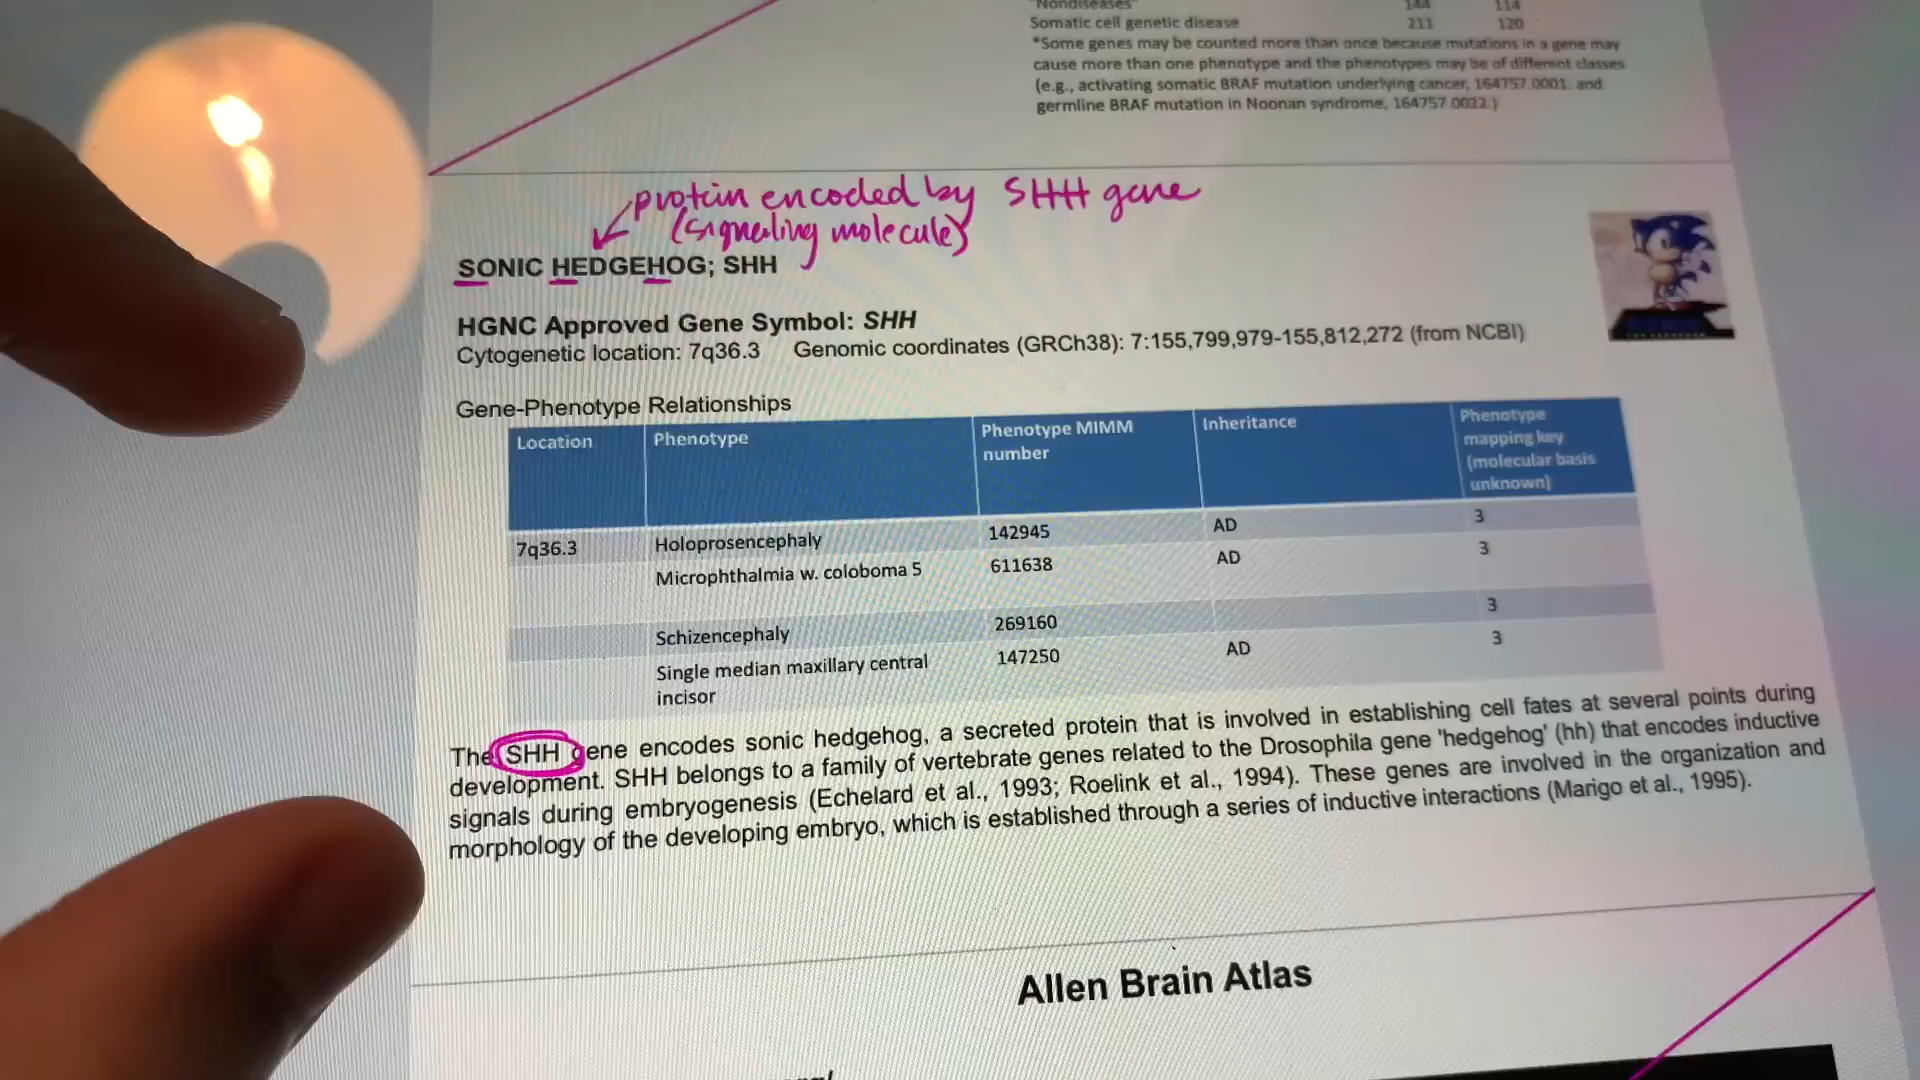 "Nondiseases" 144 114
Somatic cell genetic disease 211 120
*Some genes may be counted more than once because mutations in a gene may
cause more than one phenotype and the phenotypes may be of different classes
(e.g., activating somatic BRAF mutation underlying cancer, 164757.0001. and
germline BRAF mutation in Noonan syndrome, 164757.0022.)
protein encoded by SHH gene
(signaling molecule)
SONIC HEDGEHOG; SHH
HGNC Approved Gene Symbol: SHH
Cytogenetic location: 7q36.3 Genomic coordinates (GRCh38): 7:155,799,979-155,812,272 (from NCBI)
Gene-Phenotype Relationships
Location Phenotype Phenotype MIMM number Inheritance Phenotype mapping key (molecular basis unknown)
7q36.3 Holoprosencephaly 142945 AD 3
Microphthalmia w. coloboma 5 611638 AD 3
Schizencephaly 269160 3
Single median maxillary central incisor 147250 AD 3
The SHH gene encodes sonic hedgehog, a secreted protein that is involved in establishing cell fates at several points during
development. SHH belongs to a family of vertebrate genes related to the Drosophila gene 'hedgehog' (hh) that encodes inductive
signals during embryogenesis (Echelard et al., 1993; Roelink et al., 1994). These genes are involved in the organization and
morphology of the developing embryo, which is established through a series of inductive interactions (Marigo et al., 1995).
Allen Brain Atlas